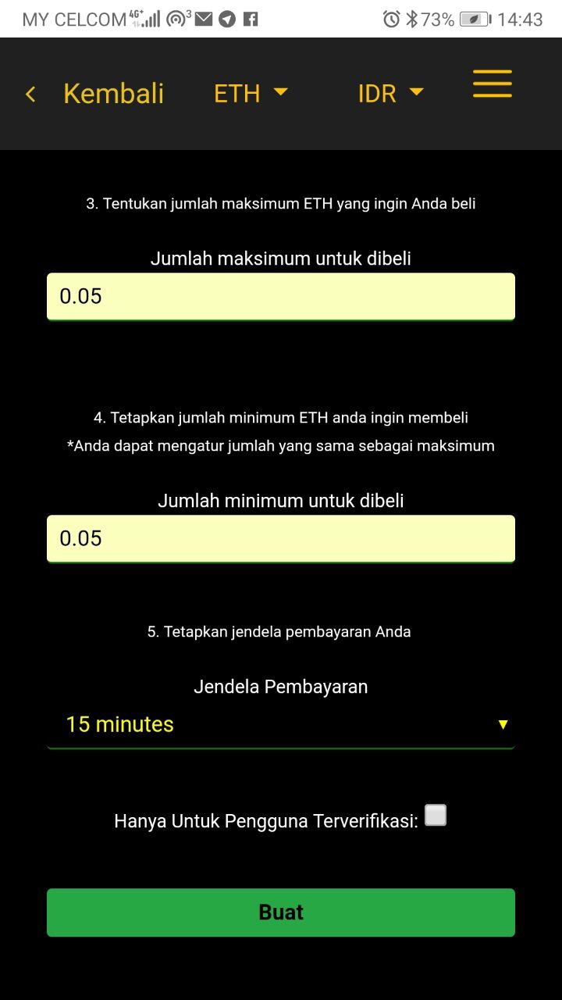 MY CELCOM 4G+ 3 73% 14:43
Kembali ETH IDR
3. Tentukan jumlah maksimum ETH yang ingin Anda beli
Jumlah maksimum untuk dibeli
0.05
4. Tetapkan jumlah minimum ETH anda ingin membeli
*Anda dapat mengatur jumlah yang sama sebagai maksimum
Jumlah minimum untuk dibeli
0.05
5. Tetapkan jendela pembayaran Anda
Jendela Pembayaran
15 minutes
Hanya Untuk Pengguna Terverifikasi:
Buat